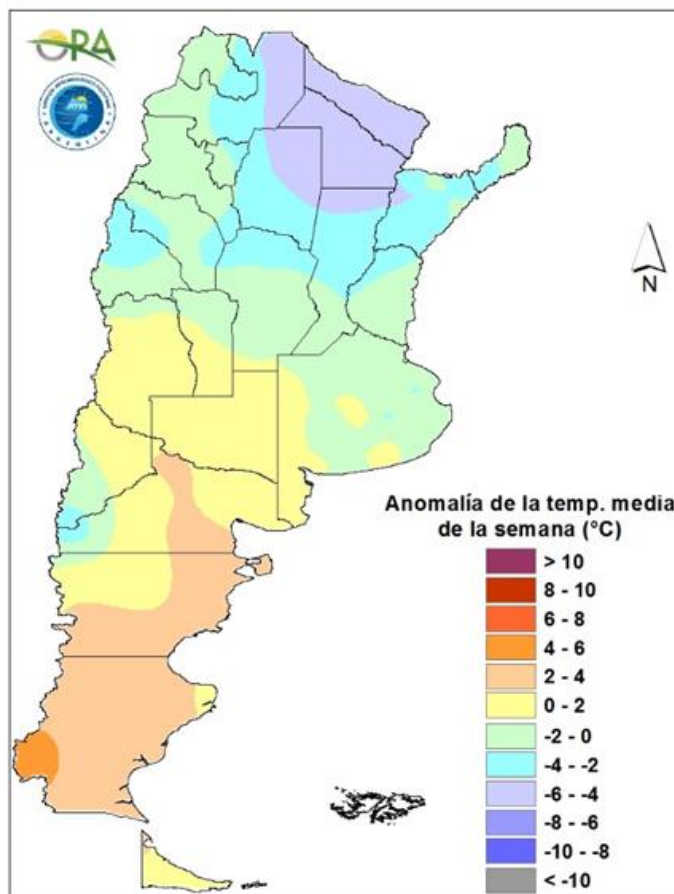 ORA
N
Anomalía de la temp. media
de la semana (°C)
> 10
8 - 10
6 - 8
4 - 6
2 - 4
0 - 2
-2 - 0
-4 - -2
-6 - -4
-8 - -6
-10 - -8
< -10